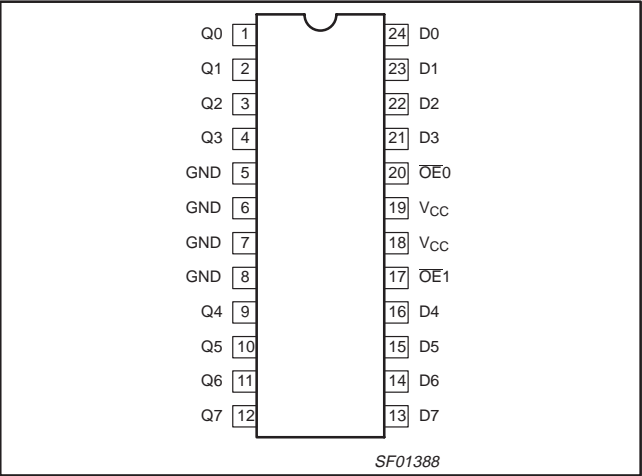 Q0 1 24 D0
Q1 2 23 D1
Q2 3 22 D2
Q3 4 21 D3
GND 5 20 O̅E̅0
GND 6 19 VCC
GND 7 18 VCC
GND 8 17 O̅E̅1
Q4 9 16 D4
Q5 10 15 D5
Q6 11 14 D6
Q7 12 13 D7
SF01388